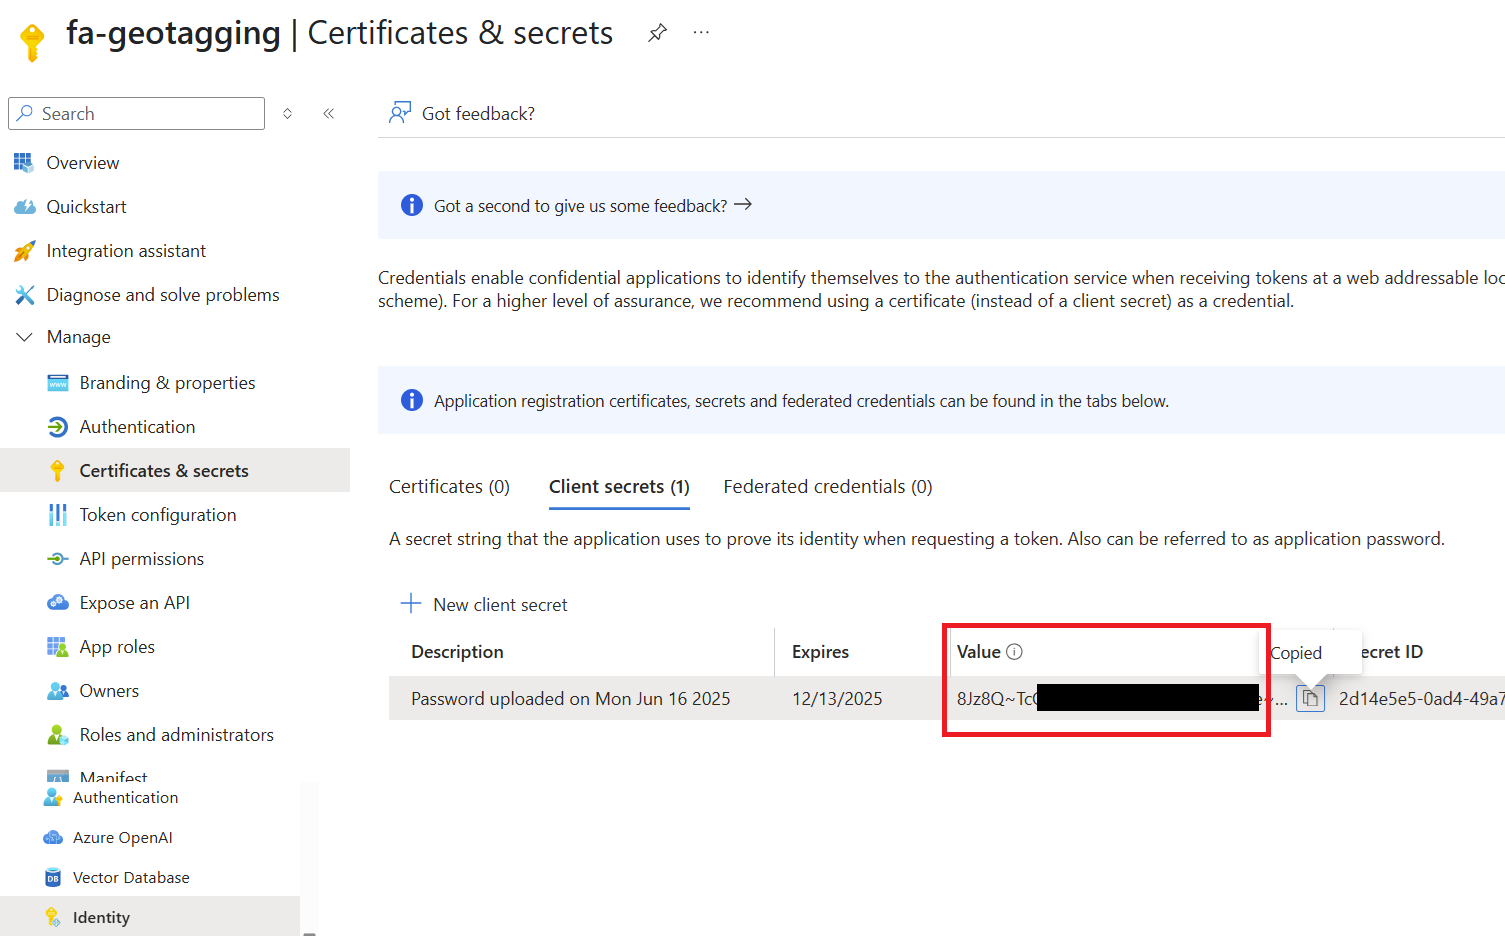 fa-geotagging | Certificates & secrets
Search
Overview
Quickstart
Integration assistant
Diagnose and solve problems
Manage
Branding & properties
Authentication
Certificates & secrets
Token configuration
API permissions
Expose an API
App roles
Owners
Roles and administrators
Manifest
Authentication
Azure OpenAI
Vector Database
Identity
Got feedback?
Got a second to give us some feedback?
Credentials enable confidential applications to identify themselves to the authentication service when receiving tokens at a web addressable loc
scheme). For a higher level of assurance, we recommend using a certificate (instead of a client secret) as a credential.
Application registration certificates, secrets and federated credentials can be found in the tabs below.
Certificates (0) Client secrets (1) Federated credentials (0)
A secret string that the application uses to prove its identity when requesting a token. Also can be referred to as application password.
New client secret
Description Expires Value Copied ecret ID
Password uploaded on Mon Jun 16 2025 12/13/2025 8Jz8Q~Tc ~... 2d14e5e5-0ad4-49a7